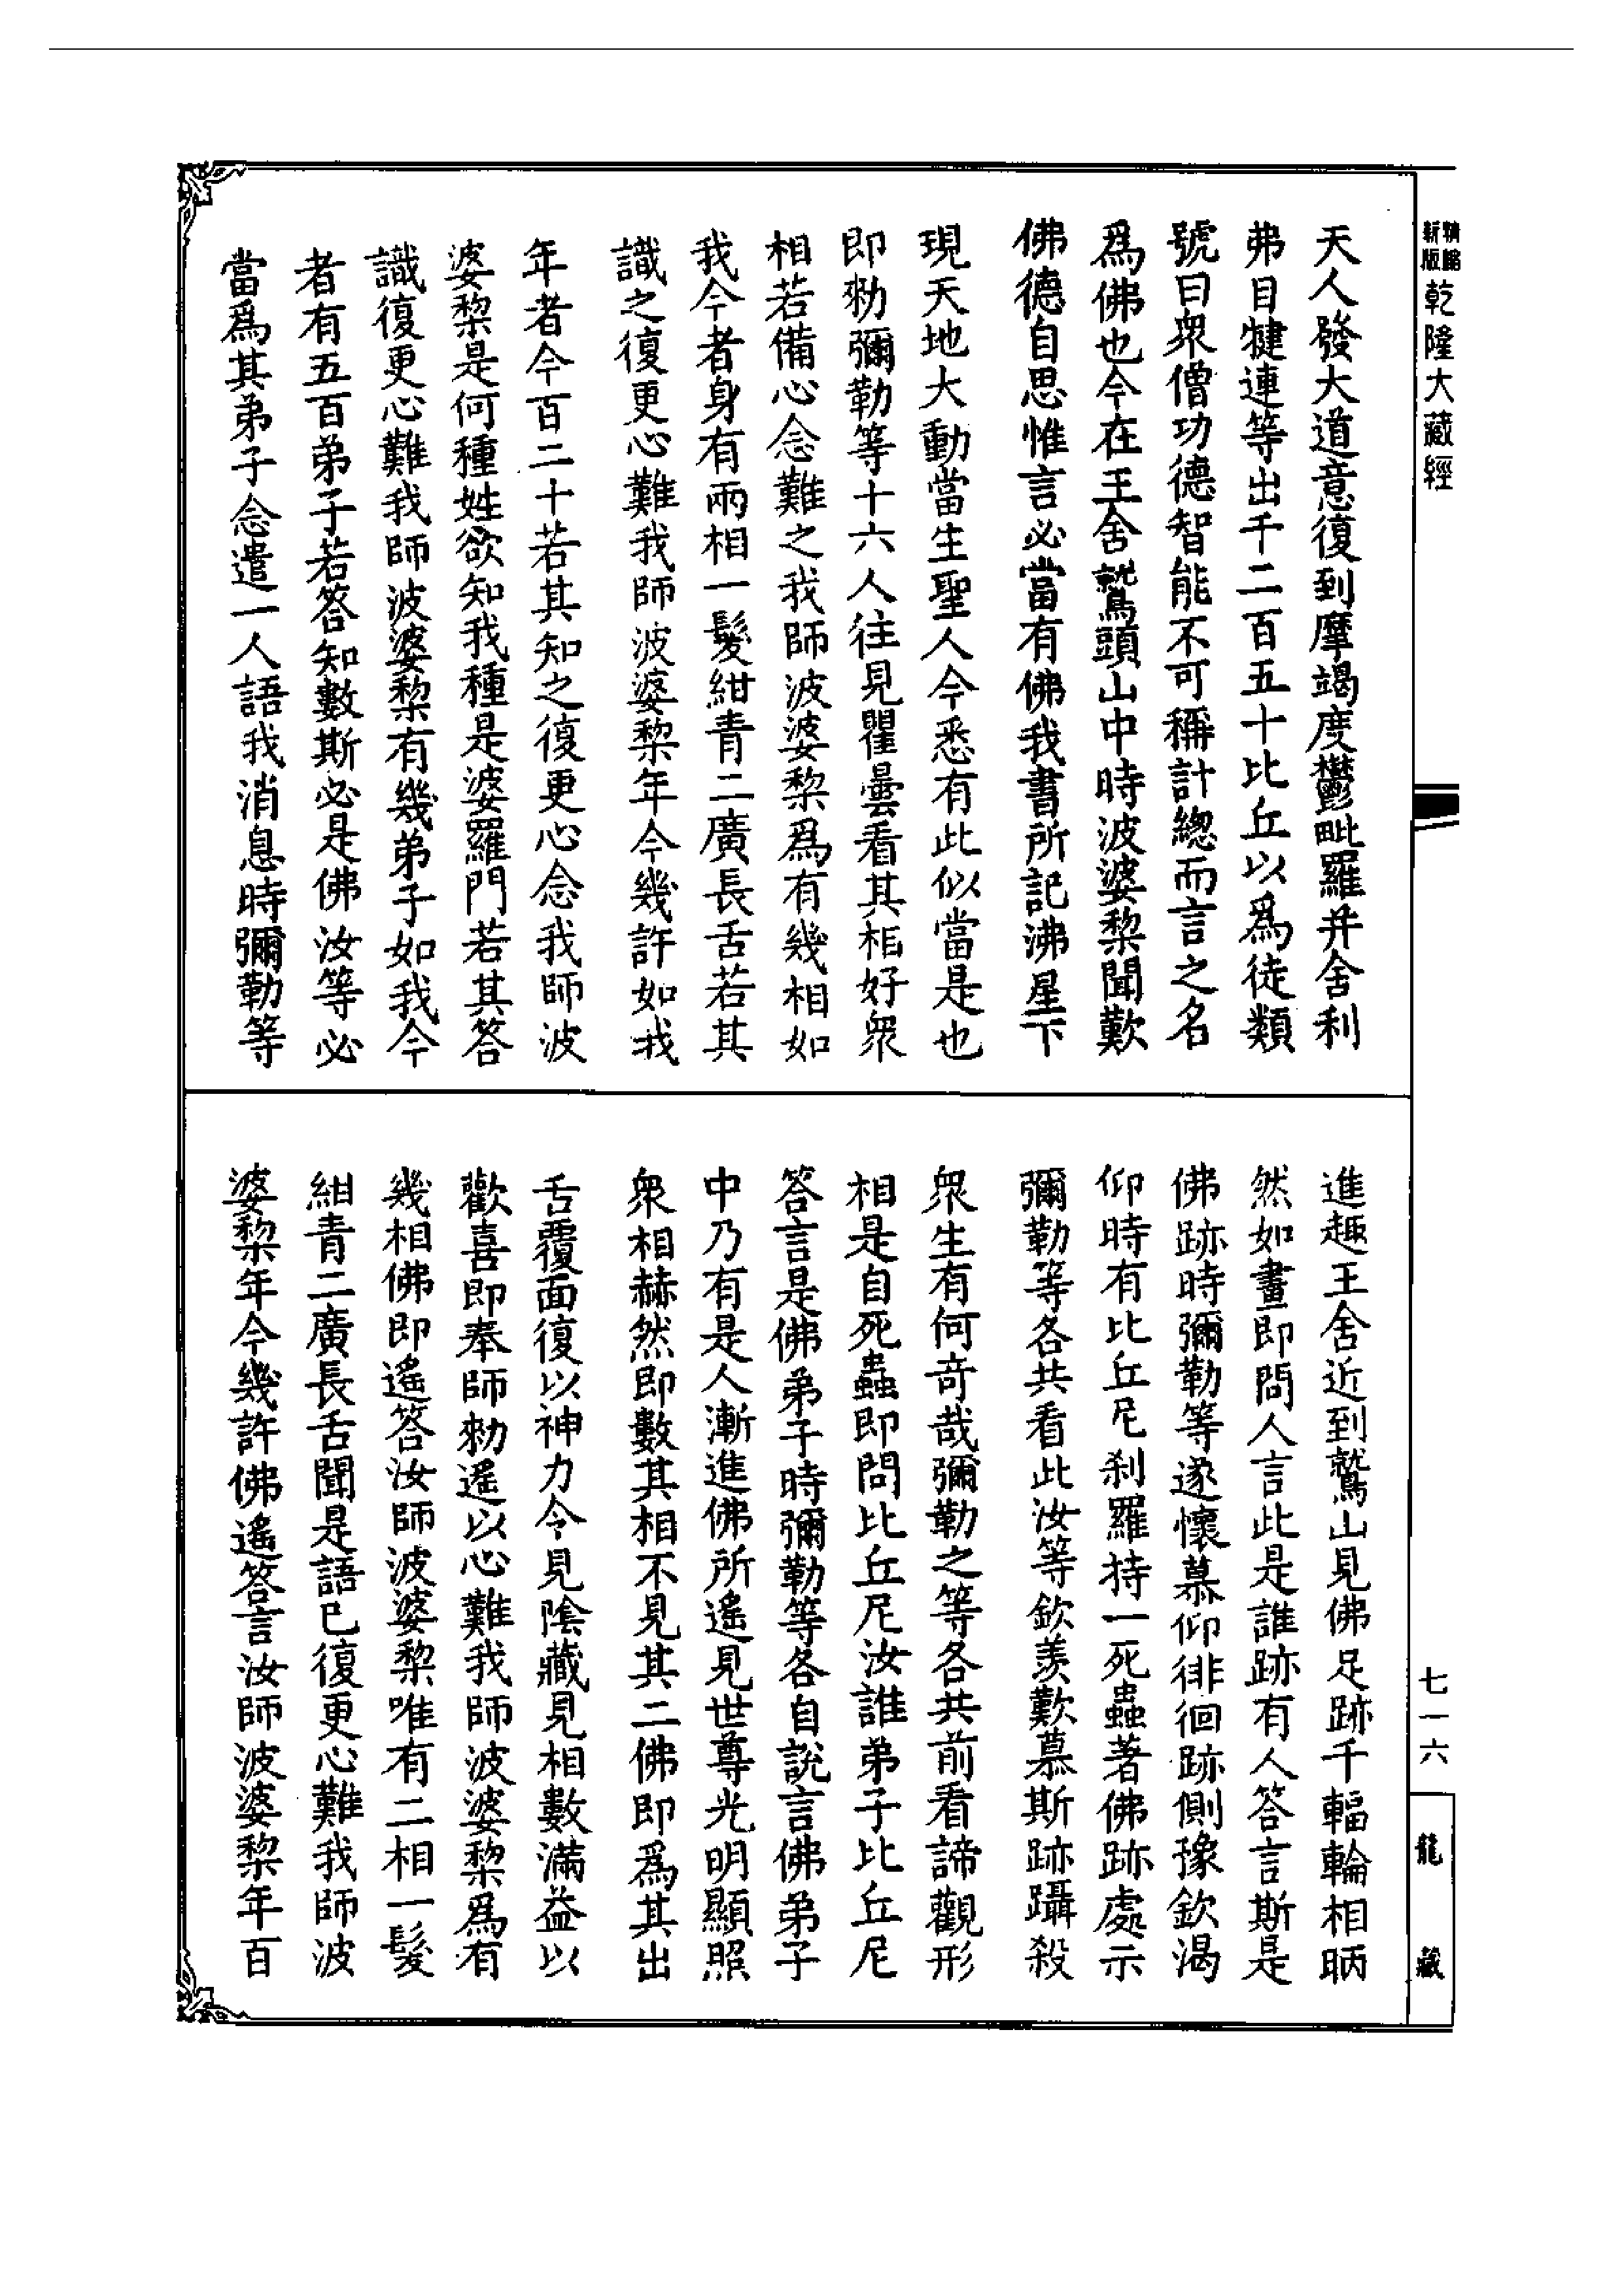 新版
精縮
乾隆大藏經
天人發大道意復到摩竭度鬱毗羅并舍利
弗目犍連等出千二百五十比丘以爲徒類
號曰衆僧功德智能不可稱計總而言之名
爲佛也今在王舍鷲頭山中時波婆黎聞歎
佛德自思惟言必當有佛我書所記沸星下
現天地大動當生聖人今悉有此似當是也
即勑彌勒等十六人往見瞿曇看其相好衆
相若備心念難之我師波婆黎爲有幾相如
我今者身有兩相一髮紺青二廣長舌若其
識之復更心難我師波婆黎年今幾許如我
年者今百二十若其知之復更心念我師波
婆黎是何種姓欲知我種是婆羅門若其答
識復更心難我師波婆黎有幾弟子如我今
者有五百弟子若答知數斯必是佛汝等必
當爲其弟子念遣一人語我消息時彌勒等
進趣王舍近到鷲山見佛足跡千輻輪相昞
然如畫即問人言此是誰跡有人答言斯是
佛跡時彌勒等遂懷慕仰徘徊跡側豫欽渴
仰時有比丘尼剎羅持一死蟲著佛跡處示
彌勒等各共看此汝等欽羨歎慕斯跡躡殺
衆生有何奇哉彌勒之等各共前看諦觀形
相是自死蟲即問比丘尼汝誰弟子比丘尼
答言是佛弟子時彌勒等各自說言佛弟子
中乃有是人漸進佛所遙見世尊光明顯照
衆相赫然即數其相不見其二佛即爲其出
舌覆面復以神力令見陰藏見相數滿益以
歡喜即奉師勑遙以心難我師波婆黎爲有
幾相佛即遙答汝師波婆黎唯有二相一髮
紺青二廣長舌聞是語已復更心難我師波
婆黎年今幾許佛遙答言汝師波婆黎年百
七一六
龍藏